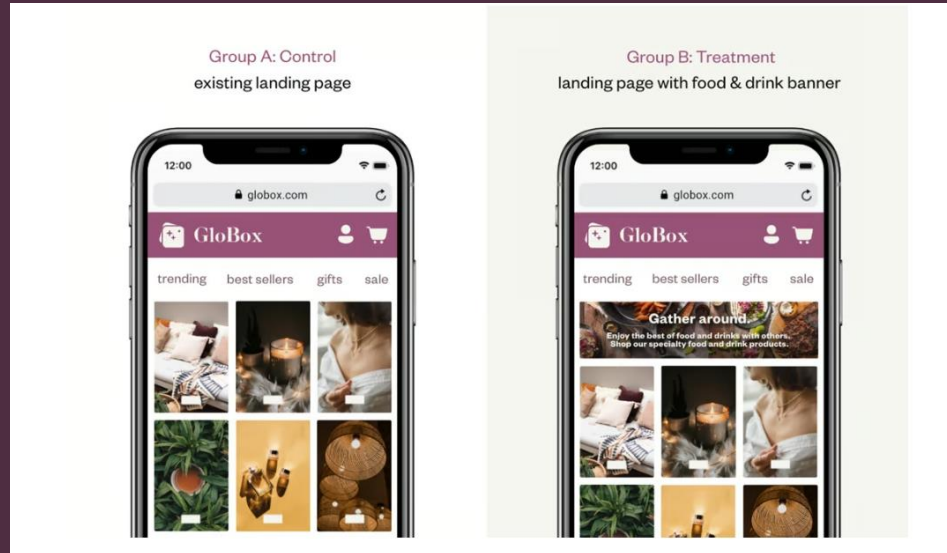 Group A: Control
existing landing page
12:00
globox.com
GloBox
trending best sellers gifts sale
Group B: Treatment
landing page with food & drink banner
12:00
globox.com
GloBox
trending best sellers gifts sale
Gather around.
Enjoy the best of food and drinks with others.
Shop our specialty food and drink products.